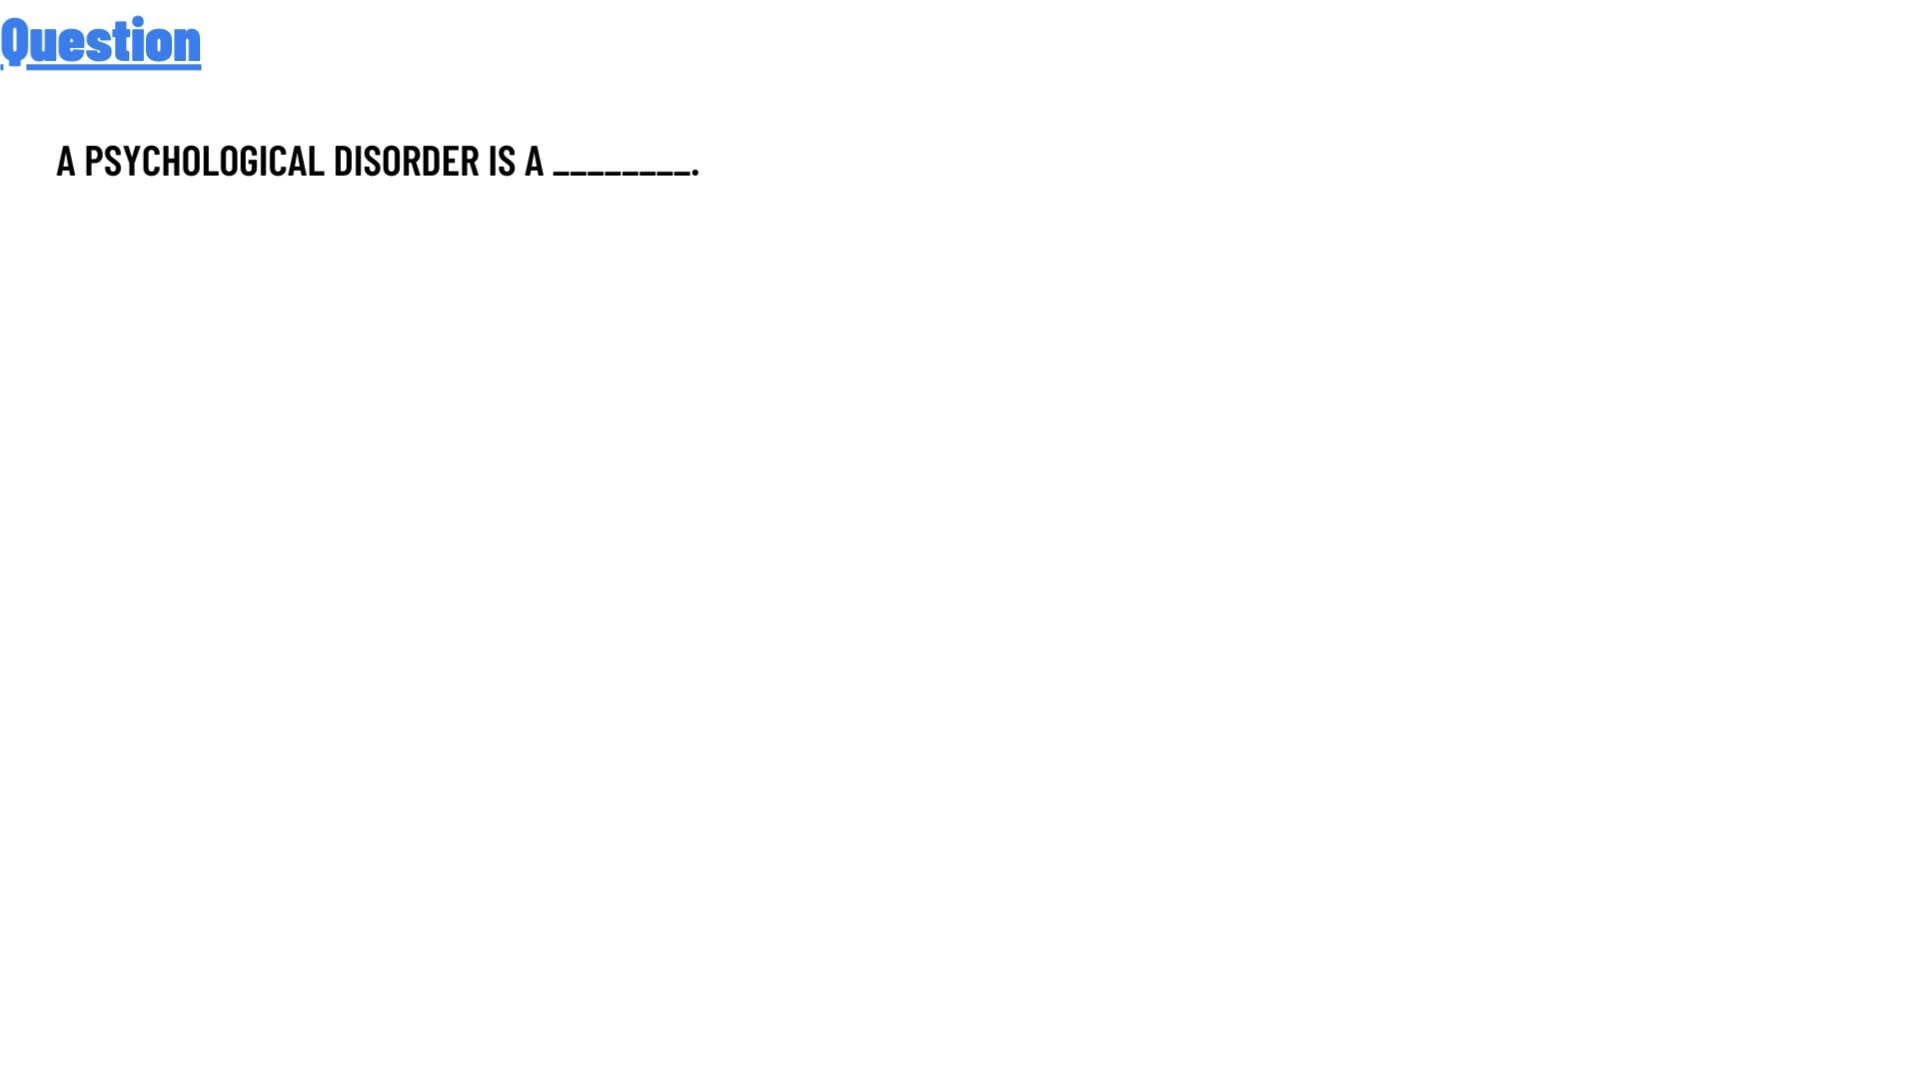 Question
A PSYCHOLOGICAL DISORDER IS A ________.